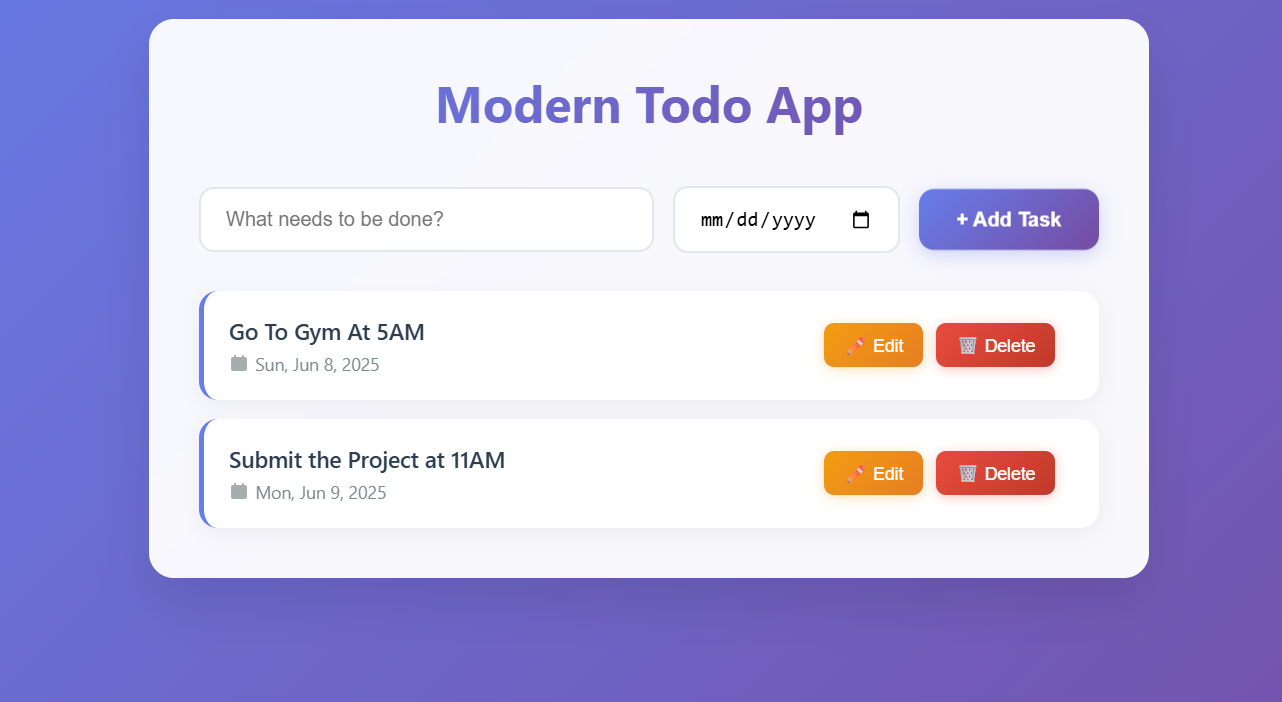 Modern Todo App
What needs to be done?
mm/dd/yyyy
+ Add Task
Go To Gym At 5AM
Sun, Jun 8, 2025
Edit
Delete
Submit the Project at 11AM
Mon, Jun 9, 2025
Edit
Delete